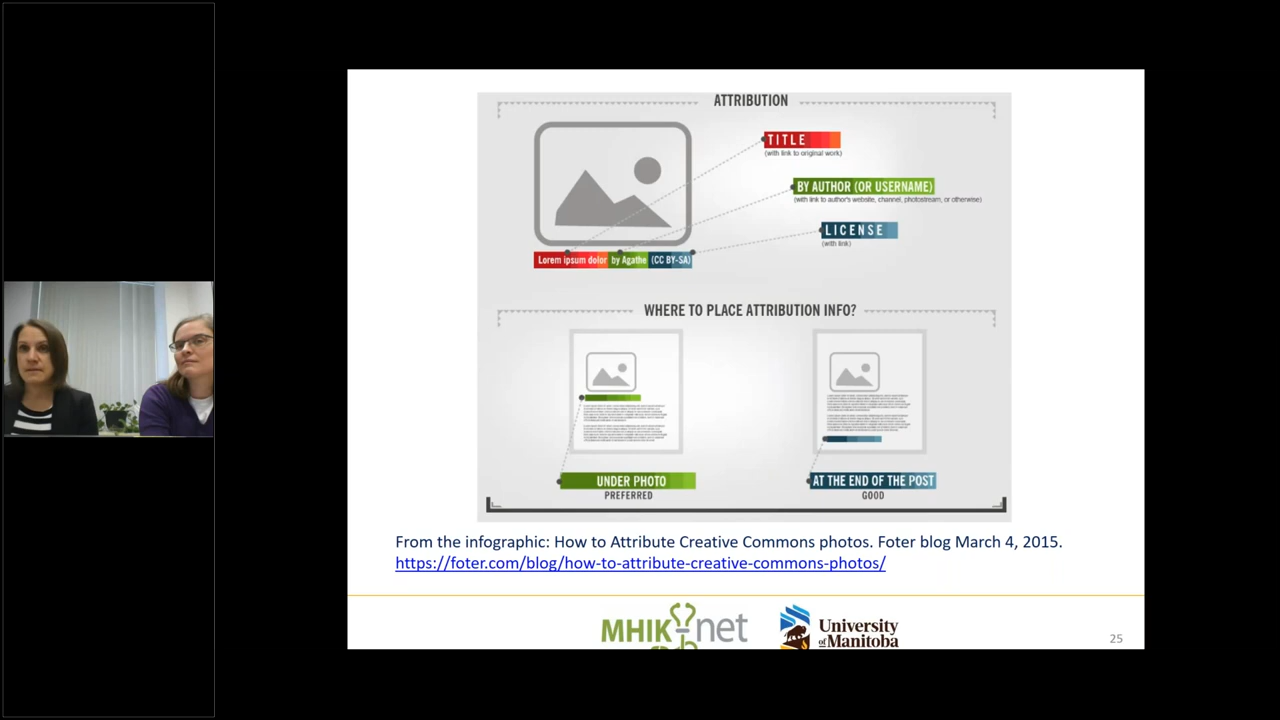 ATTRIBUTION
TITLE
(with link to original work)
BY AUTHOR (OR USERNAME)
(with link to author's website, channel, photostream, or otherwise)
LICENSE
(with link)
Lorem ipsum dolor by Agathe (CC BY-SA)
WHERE TO PLACE ATTRIBUTION INFO?
UNDER PHOTO
PREFERRED
AT THE END OF THE POST
GOOD
From the infographic: How to Attribute Creative Commons photos. Foter blog March 4, 2015.
https://foter.com/blog/how-to-attribute-creative-commons-photos/
MHIK-net
University
of Manitoba
25